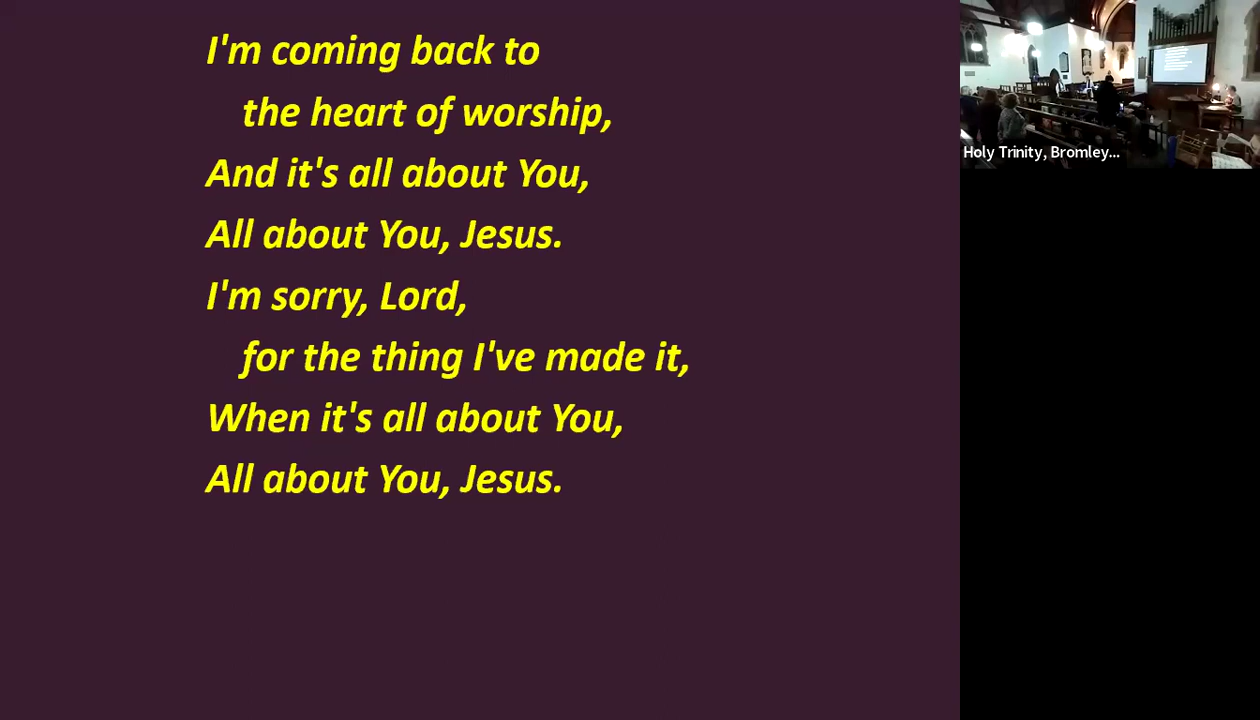 I'm coming back to
the heart of worship,
And it's all about You,
All about You, Jesus.
I'm sorry, Lord,
for the thing I've made it,
When it's all about You,
All about You, Jesus.
Holy Trinity, Bromley...